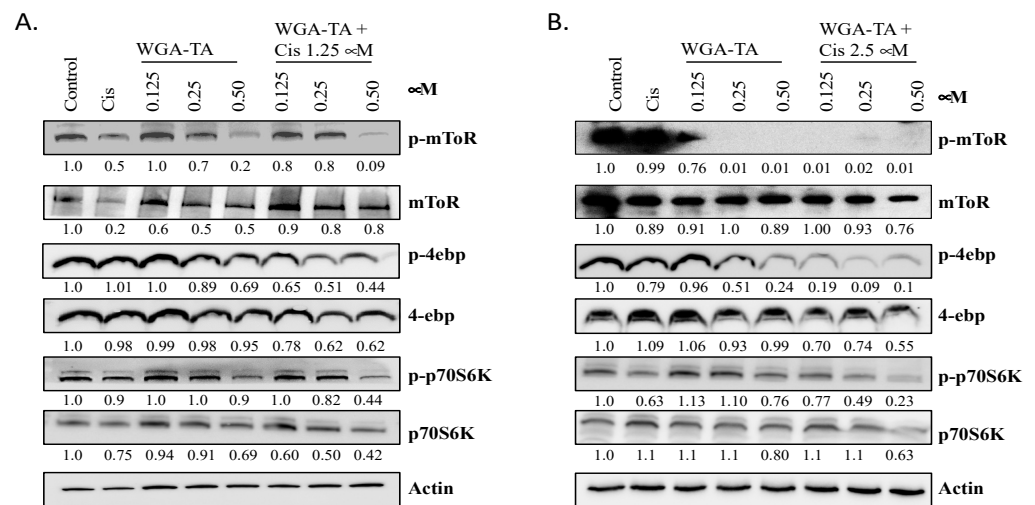 A.
WGA-TA
WGA-TA +
Cis 1.25 ∝M
Control
Cis
0.125
0.25
0.50
0.125
0.25
0.50
∝M
p-mToR
1.0 0.5 1.0 0.7 0.2 0.8 0.8 0.09
mToR
1.0 0.2 0.6 0.5 0.5 0.9 0.8 0.8
p-4ebp
1.0 1.01 1.0 0.89 0.69 0.65 0.51 0.44
4-ebp
1.0 0.98 0.99 0.98 0.95 0.78 0.62 0.62
p-p70S6K
1.0 0.9 1.0 1.0 0.9 1.0 0.82 0.44
p70S6K
1.0 0.75 0.94 0.91 0.69 0.60 0.50 0.42
Actin
B.
WGA-TA
WGA-TA +
Cis 2.5 ∝M
Control
Cis
0.125
0.25
0.50
0.125
0.25
0.50
∝M
p-mToR
1.0 0.99 0.76 0.01 0.01 0.01 0.02 0.01
mToR
1.0 0.89 0.91 1.0 0.89 1.00 0.93 0.76
p-4ebp
1.0 0.79 0.96 0.51 0.24 0.19 0.09 0.1
4-ebp
1.0 1.09 1.06 0.93 0.99 0.70 0.74 0.55
p-p70S6K
1.0 0.63 1.13 1.10 0.76 0.77 0.49 0.23
p70S6K
1.0 1.1 1.1 1.1 0.80 1.1 1.1 0.63
Actin